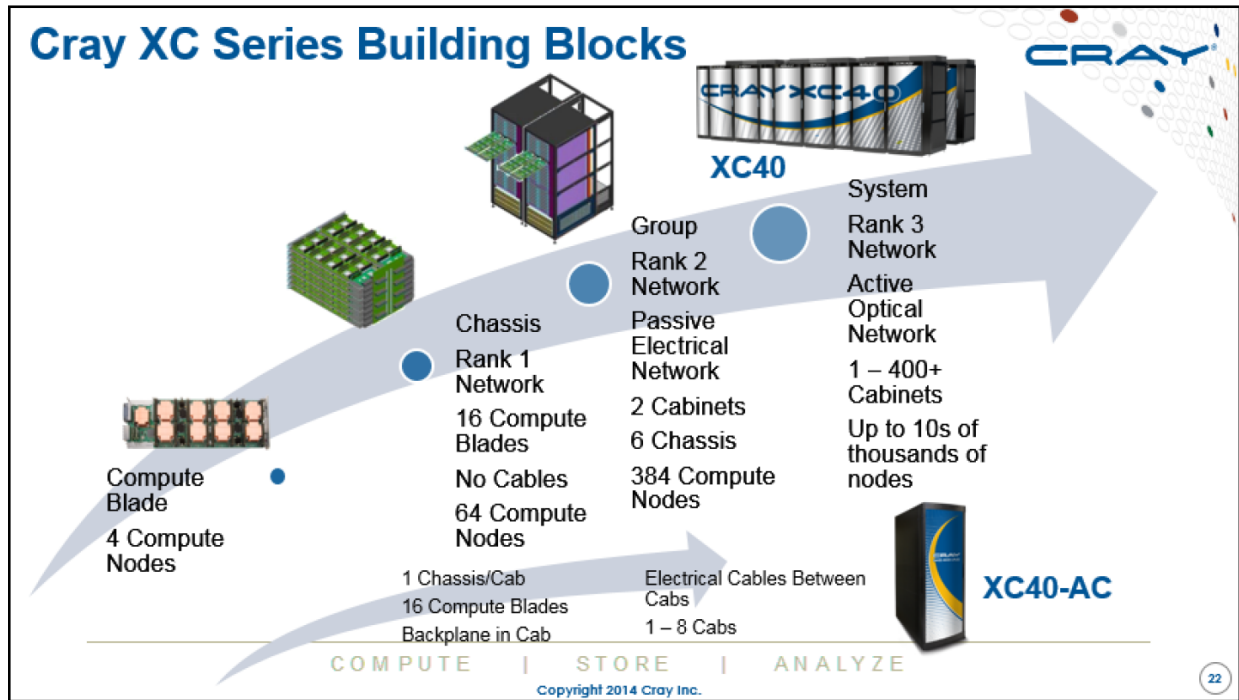 Cray XC Series Building Blocks
CRAY
CRAY XC40
XC40
Compute
Blade
4 Compute
Nodes
Chassis
Rank 1
Network
16 Compute
Blades
No Cables
64 Compute
Nodes
Group
Rank 2
Network
Passive
Electrical
Network
2 Cabinets
6 Chassis
384 Compute
Nodes
System
Rank 3
Network
Active
Optical
Network
1 – 400+
Cabinets
Up to 10s of
thousands of
nodes
1 Chassis/Cab
16 Compute Blades
Backplane in Cab
Electrical Cables Between
Cabs
1 – 8 Cabs
CRAY
XC40-AC
COMPUTE | STORE | ANALYZE
Copyright 2014 Cray Inc.
22